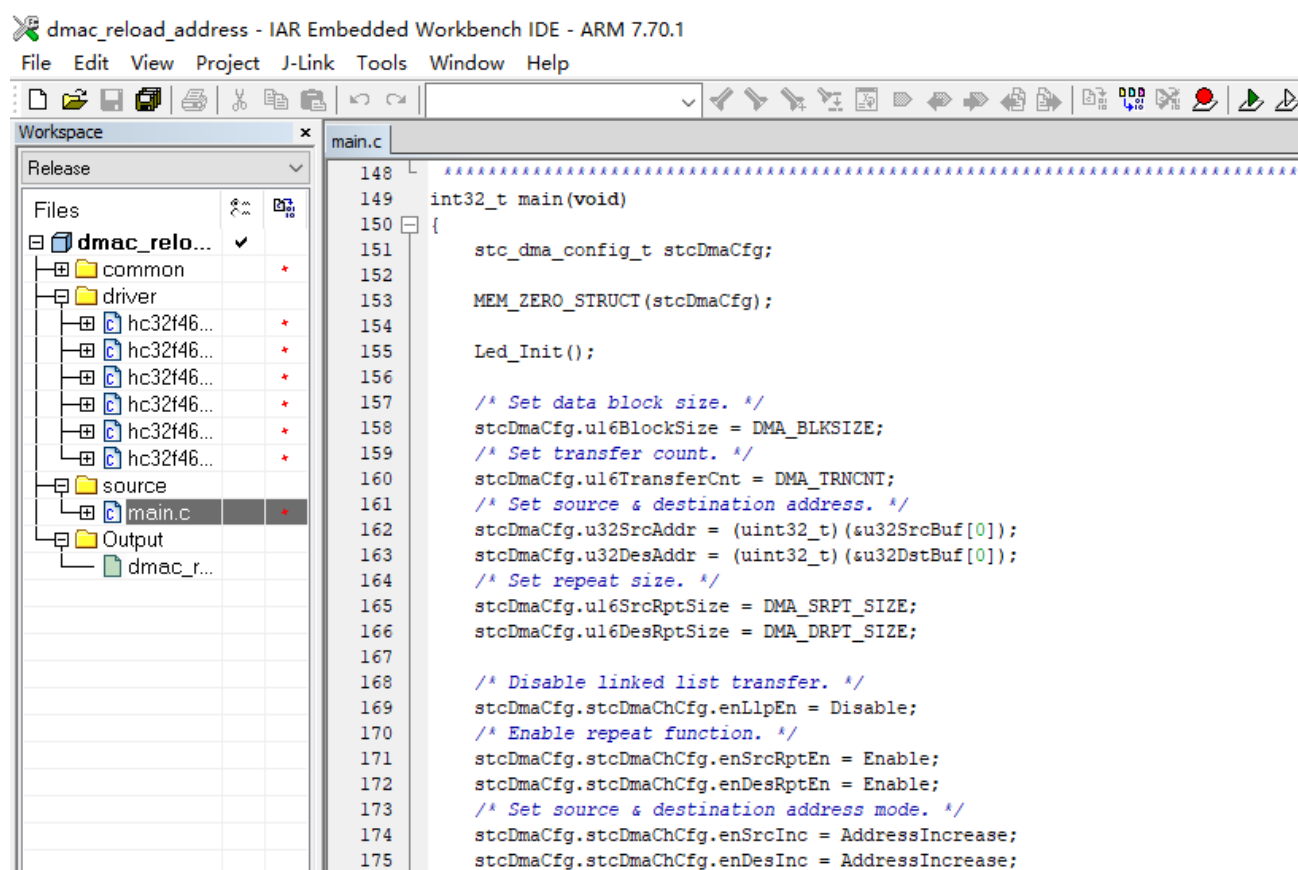 dmac_reload_address - IAR Embedded Workbench IDE - ARM 7.70.1
File Edit View Project J-Link Tools Window Help
Workspace
Release
Files
dmac_relo...
common
driver
hc32f46...
hc32f46...
hc32f46...
hc32f46...
hc32f46...
hc32f46...
source
main.c
Output
dmac_r...
main.c
148
149 int32_t main(void)
150 {
151 stc_dma_config_t stcDmaCfg;
152
153 MEM_ZERO_STRUCT(stcDmaCfg);
154
155 Led_Init();
156
157 /* Set data block size. */
158 stcDmaCfg.u16BlockSize = DMA_BLKSIZE;
159 /* Set transfer count. */
160 stcDmaCfg.u16TransferCnt = DMA_TRNCNT;
161 /* Set source & destination address. */
162 stcDmaCfg.u32SrcAddr = (uint32_t)(&u32SrcBuf[0]);
163 stcDmaCfg.u32DesAddr = (uint32_t)(&u32DstBuf[0]);
164 /* Set repeat size. */
165 stcDmaCfg.u16SrcRptSize = DMA_SRPT_SIZE;
166 stcDmaCfg.u16DesRptSize = DMA_DRPT_SIZE;
167
168 /* Disable linked list transfer. */
169 stcDmaCfg.stcDmaChCfg.enLlpEn = Disable;
170 /* Enable repeat function. */
171 stcDmaCfg.stcDmaChCfg.enSrcRptEn = Enable;
172 stcDmaCfg.stcDmaChCfg.enDesRptEn = Enable;
173 /* Set source & destination address mode. */
174 stcDmaCfg.stcDmaChCfg.enSrcInc = AddressIncrease;
175 stcDmaCfg.stcDmaChCfg.enDesInc = AddressIncrease;